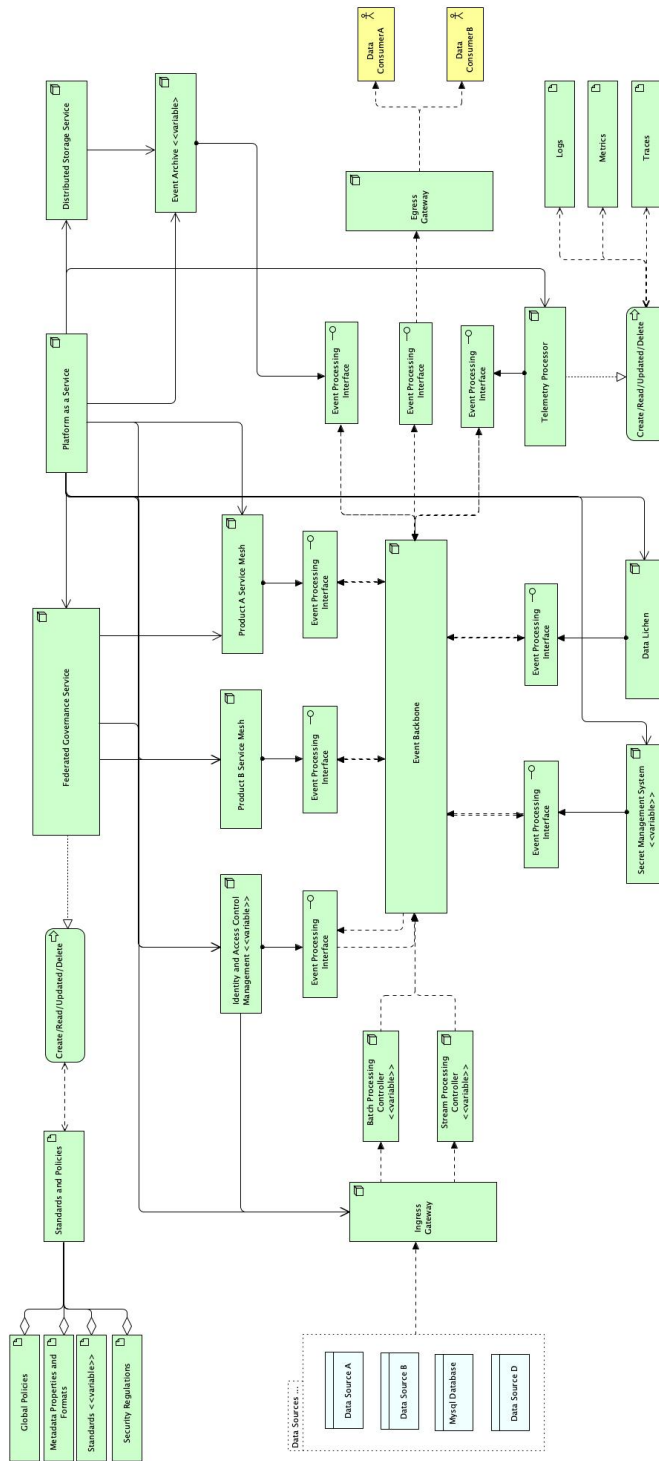 Global Policies
Metadata Properties and
Formats
Standards <<variable>>
Security Regulations
Standards and Policies
Create/Read/Updated/Delete
Federated Governance Service
Platform as a Service
Distributed Storage Service
Event Archive <<variable>
Identity and Access Control
Management <<variable>>
Product B Service Mesh
Product A Service Mesh
Event Processing
Interface
Event Processing
Interface
Event Processing
Interface
Event Processing
Interface
Event Processing
Interface
Event Processing
Interface
Data Sources ...
Data Source A
Data Source B
Mysql Database
Data Source D
Ingress
Gateway
Batch Processing
Controller
<<variable>>
Stream Processing
Controller
<<variable>>
Event Backbone
Egress
Gateway
Data
ConsumerA
Data
ConsumerB
Event Processing
Interface
Event Processing
Interface
Secret Management System
<<variable>>
Data Lichen
Telemetry Processor
Create/Read/Updated/Delete
Logs
Metrics
Traces